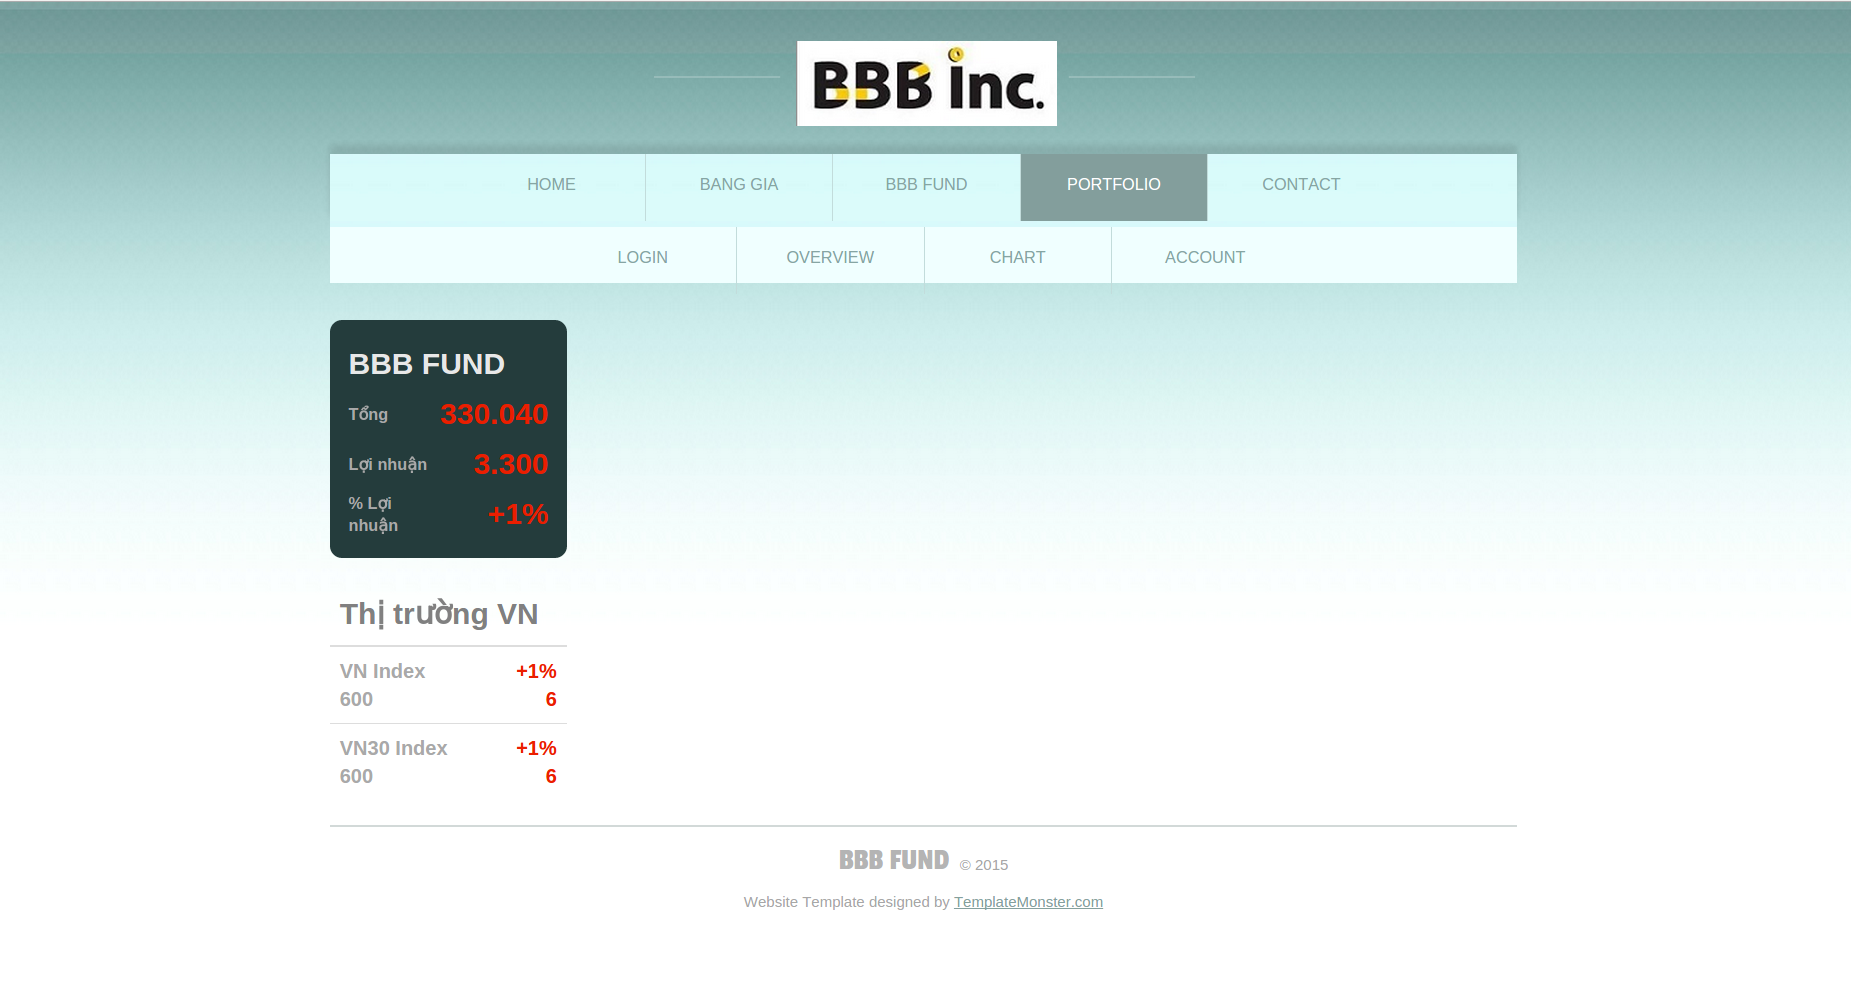 BBB inc.
HOME BANG GIA BBB FUND PORTFOLIO CONTACT
LOGIN OVERVIEW CHART ACCOUNT
BBB FUND
Tổng 330.040
Lợi nhuận 3.300
% Lợi
nhuận +1%
Thị trường VN
VN Index +1%
600 6
VN30 Index +1%
600 6
BBB FUND © 2015
Website Template designed by TemplateMonster.com